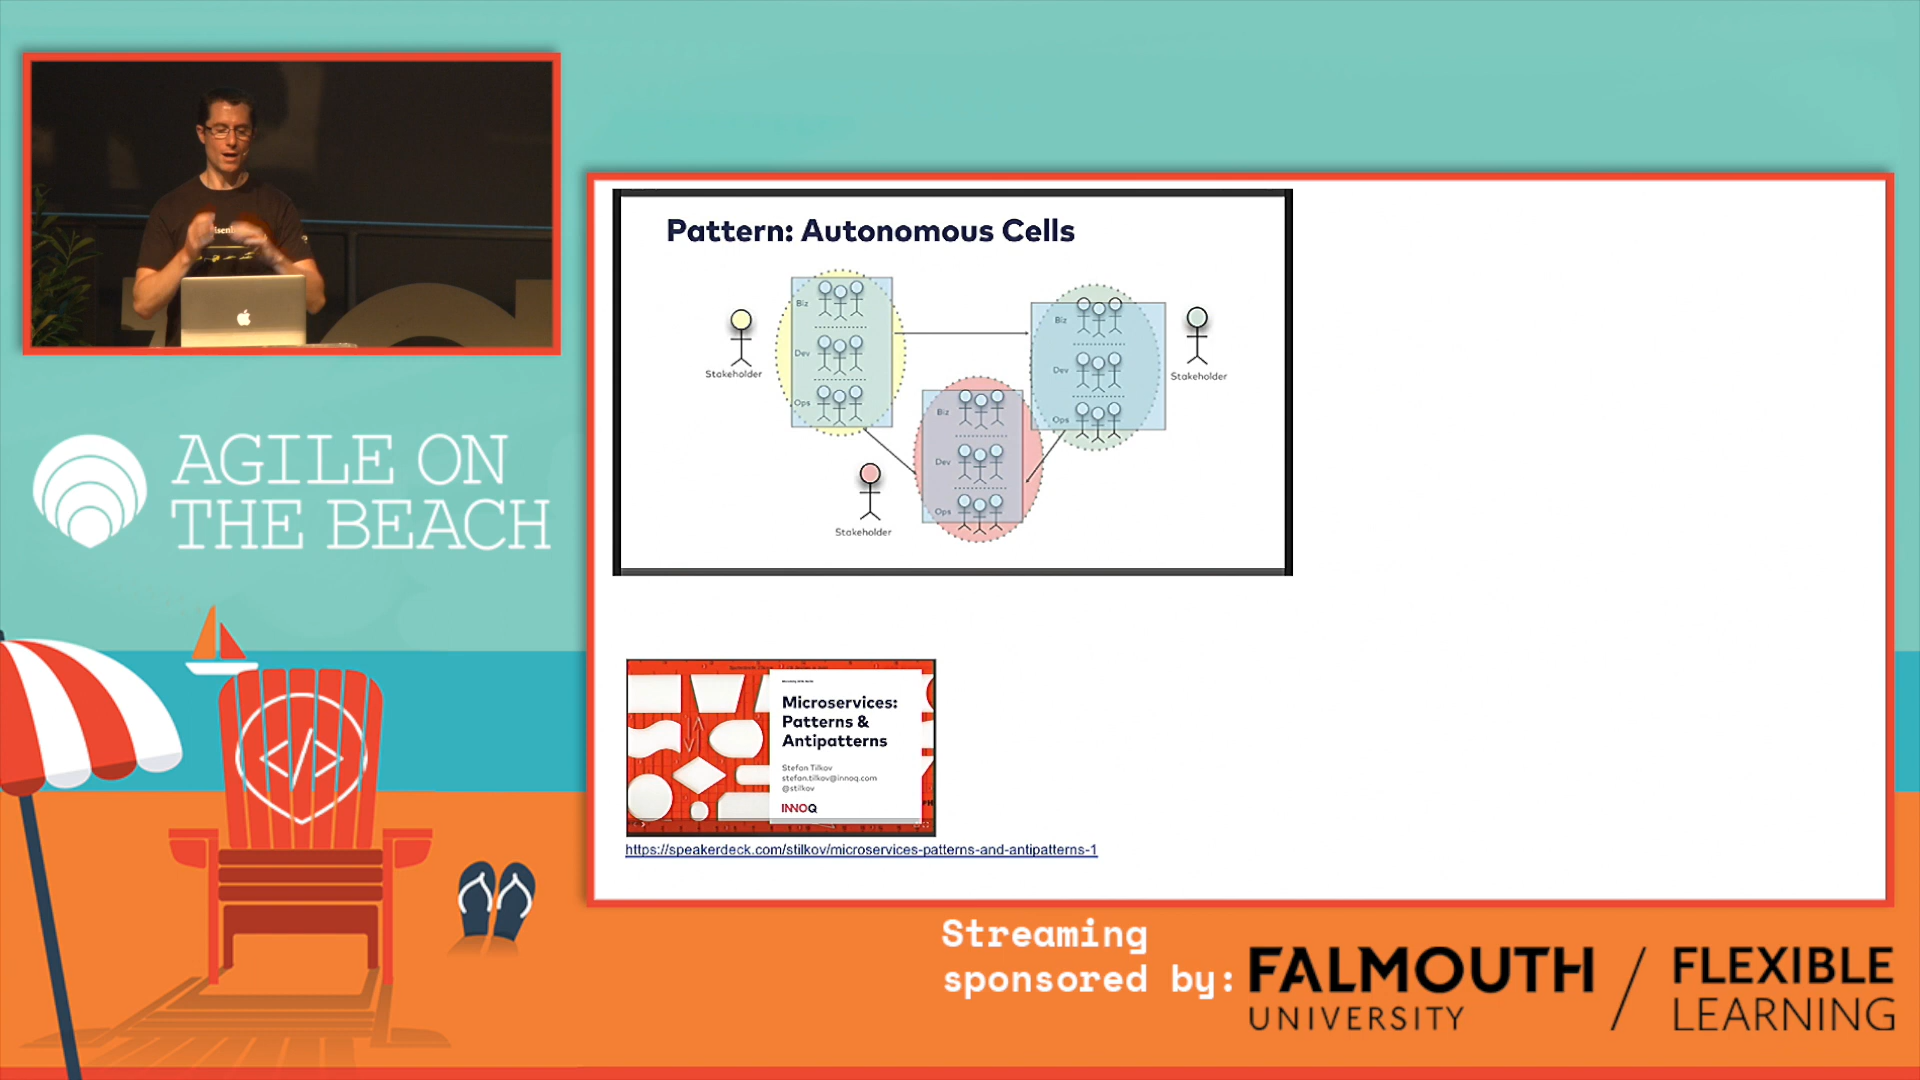 AGILE ON
THE BEACH
Pattern: Autonomous Cells
Biz
Dev
Ops
Stakeholder
Biz
Dev
Ops
Stakeholder
Biz
Dev
Ops
Stakeholder
Microservices:
Patterns &
Antipatterns
Stefan Tilkov
stefan.tilkov@innoq.com
@stilkov
INNOQ
https://speakerdeck.com/stilkov/microservices-patterns-and-antipatterns-1
</>
Streaming
sponsored by:
FALMOUTH
UNIVERSITY
/
FLEXIBLE
LEARNING